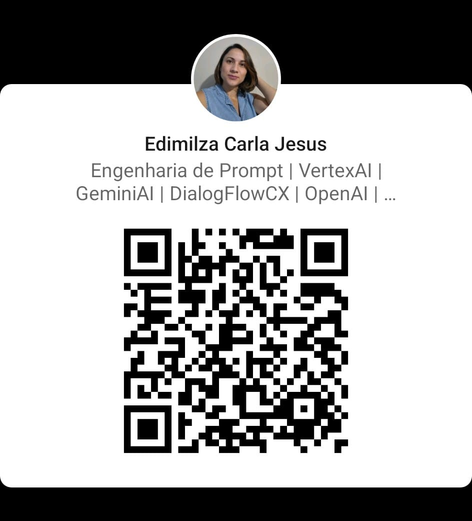 Edimilza Carla Jesus
Engenharia de Prompt | VertexAI |
GeminiAI | DialogFlowCX | OpenAI | ...